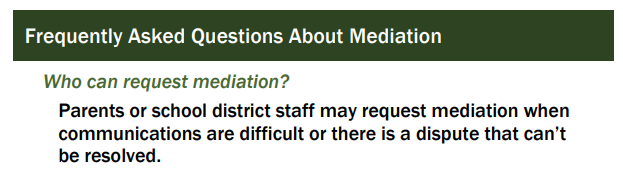 Frequently Asked Questions About Mediation
Who can request mediation?
Parents or school district staff may request mediation when
communications are difficult or there is a dispute that can't
be resolved.